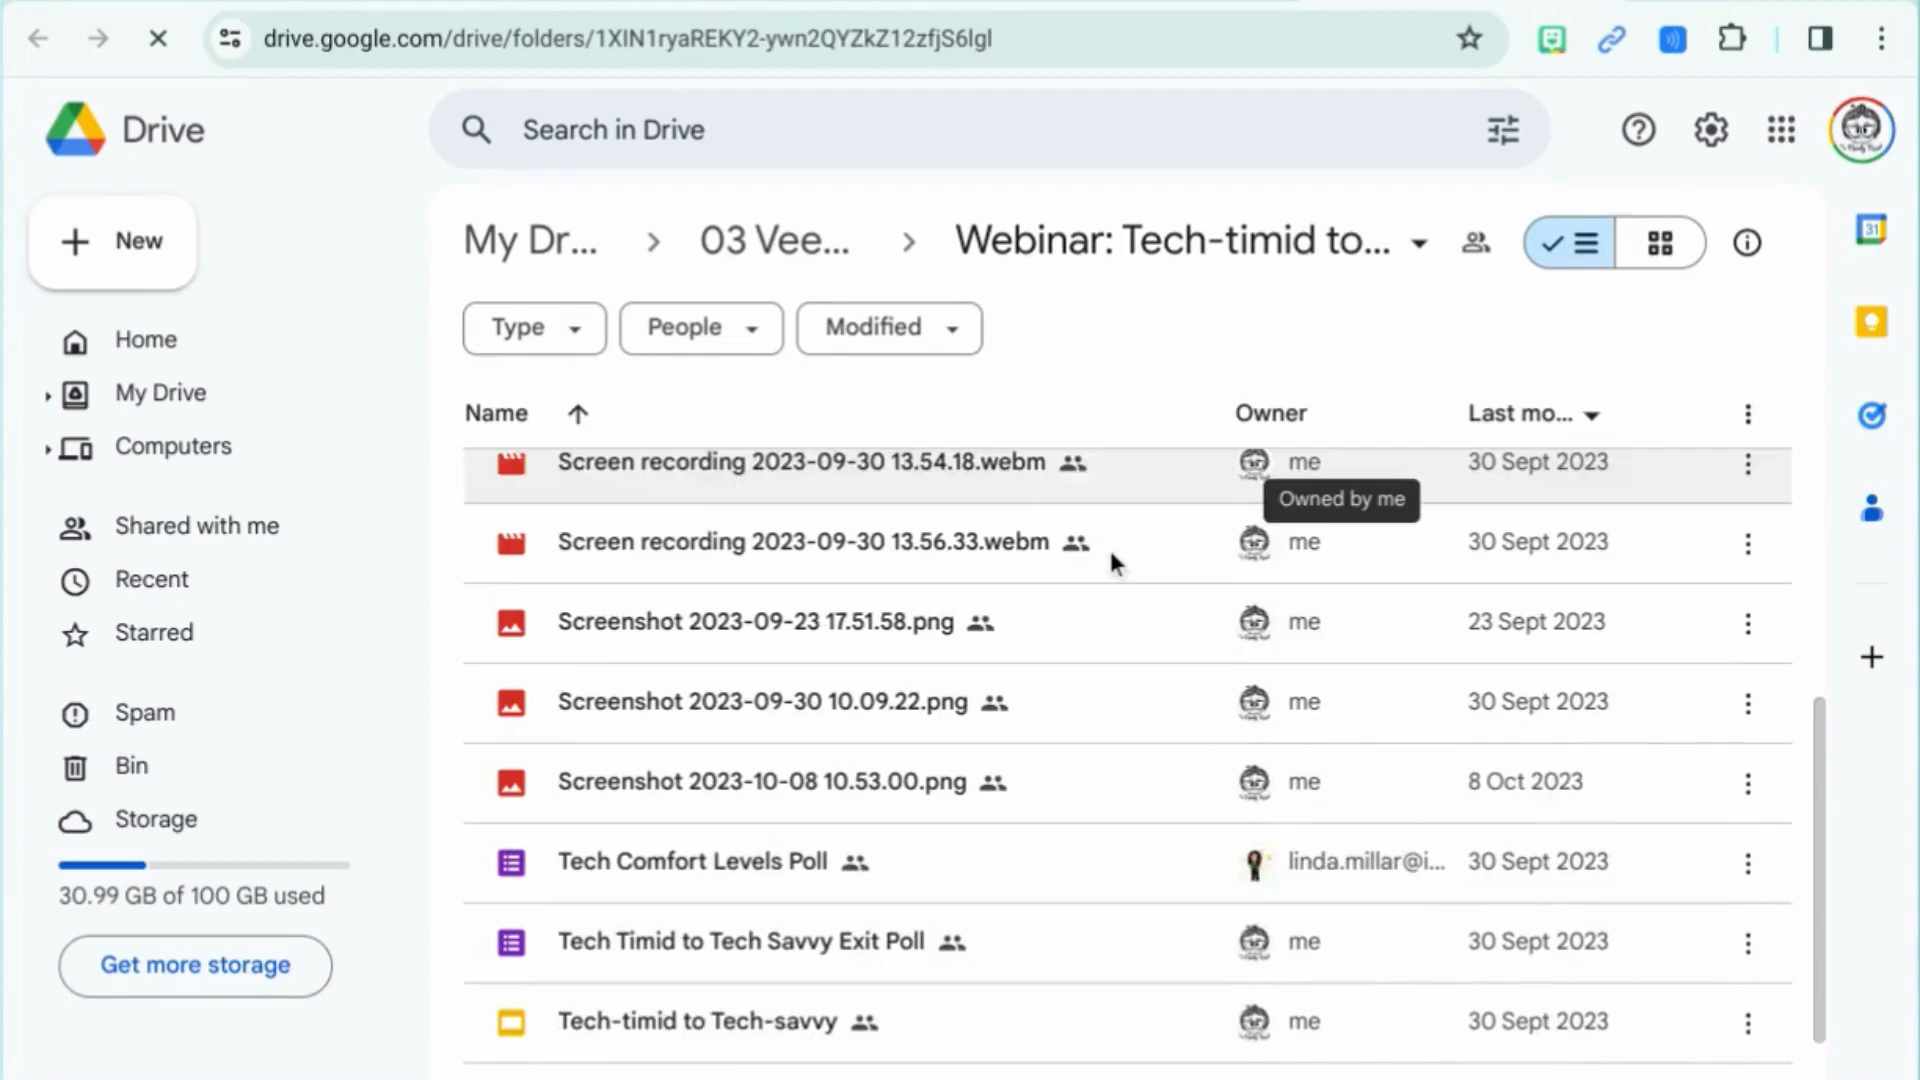 drive.google.com/drive/folders/1XIN1ryaREKY2-ywn2QYZkZ12zfjS6lgl
Drive
Search in Drive
New
My Dr... > 03 Vee... > Webinar: Tech-timid to...
31
Type
People
Modified
Home
My Drive
Computers
Shared with me
Recent
Starred
Spam
Bin
Storage
30.99 GB of 100 GB used
Get more storage
Name Owner Last mo...
Screen recording 2023-09-30 13.54.18.webm me 30 Sept 2023
Owned by me
Screen recording 2023-09-30 13.56.33.webm me 30 Sept 2023
Screenshot 2023-09-23 17.51.58.png me 23 Sept 2023
Screenshot 2023-09-30 10.09.22.png me 30 Sept 2023
Screenshot 2023-10-08 10.53.00.png me 8 Oct 2023
Tech Comfort Levels Poll linda.millar@i... 30 Sept 2023
Tech Timid to Tech Savvy Exit Poll me 30 Sept 2023
Tech-timid to Tech-savvy me 30 Sept 2023